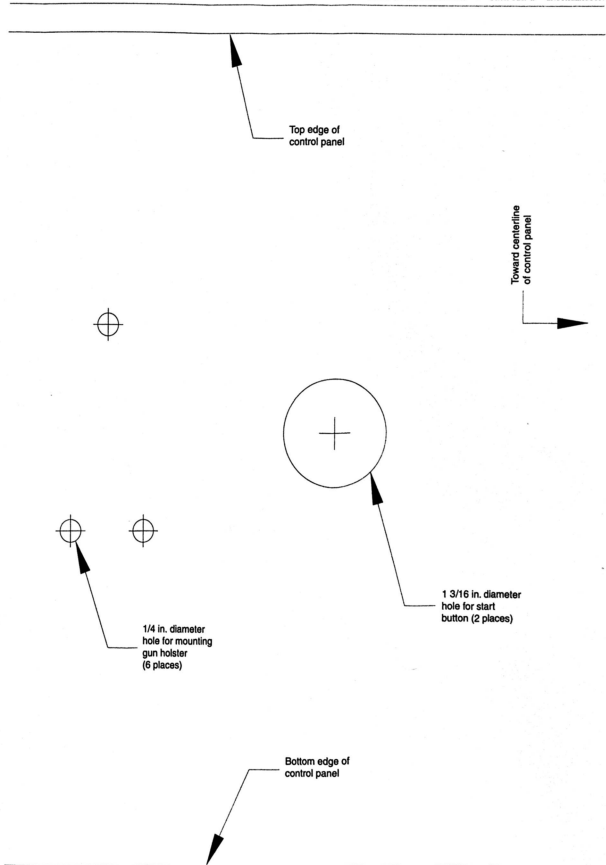 Top edge of
control panel
Toward centerline
of control panel
1 3/16 in. diameter
hole for start
button (2 places)
1/4 in. diameter
hole for mounting
gun holster
(6 places)
Bottom edge of
control panel